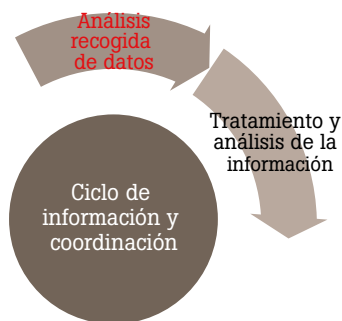 Análisis
recogida
de datos
Tratamiento y
análisis de la
información
Ciclo de
información y
coordinación